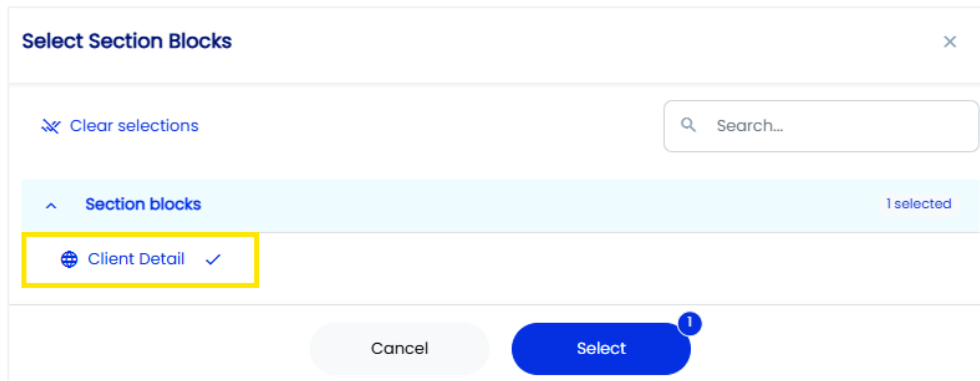 Select Section Blocks
Clear selections
Search...
Section blocks
1 selected
Client Detail
1
Cancel
Select